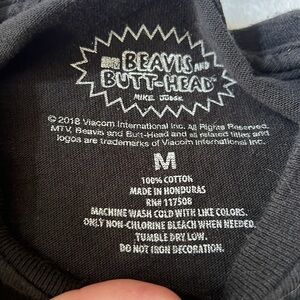 BEAVIS AND
BUTT-HEAD
MIKE JUDGE
© 2018 Viacom International Inc. All Rights Reserved.
MTV, Beavis and Butt-Head and all related titles and
logos are trademarks of Viacom International Inc.
M
100% COTTON
MADE IN HONDURAS
RN# 117508
MACHINE WASH COLD WITH LIKE COLORS.
ONLY NON-CHLORINE BLEACH WHEN NEEDED.
TUMBLE DRY LOW.
DO NOT IRON DECORATION.